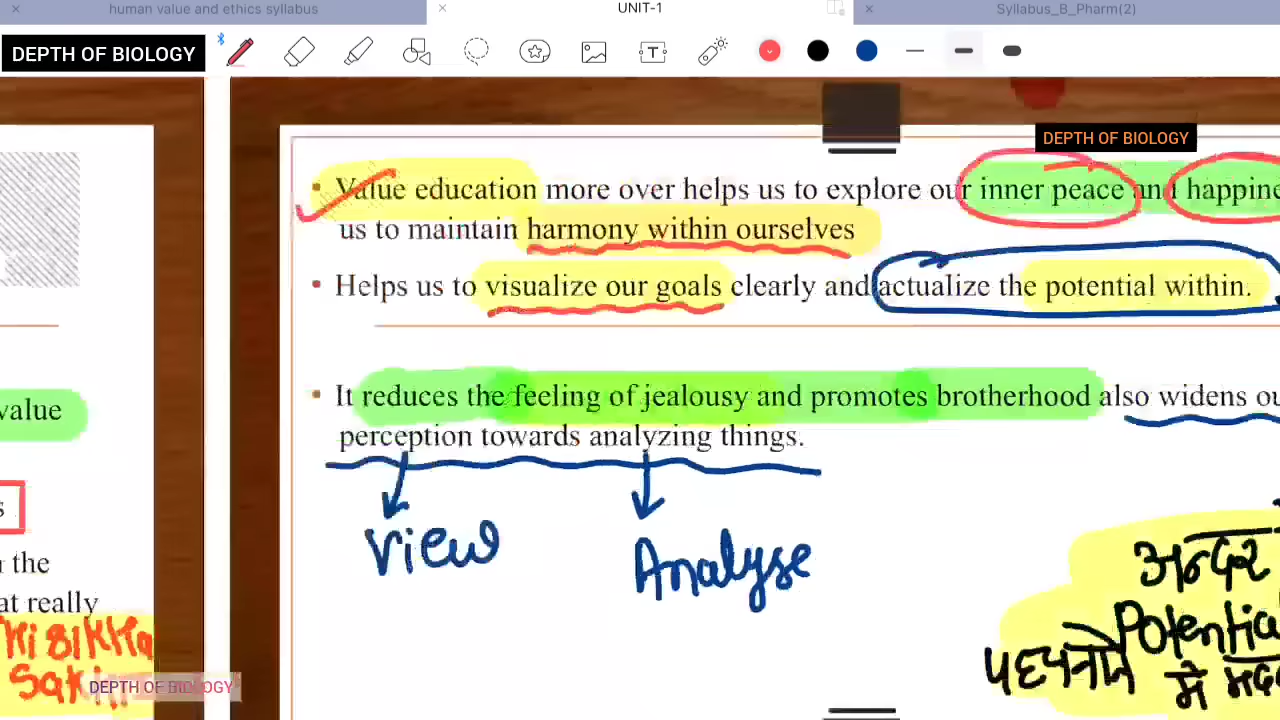 human value and ethics syllabus
UNIT-1
Syllabus_B_Pharm(2)
DEPTH OF BIOLOGY
DEPTH OF BIOLOGY
• Value education more over helps us to explore our inner peace and happine
us to maintain harmony within ourselves
• Helps us to visualize our goals clearly and actualize the potential within.
• It reduces the feeling of jealousy and promotes brotherhood also widens ou
perception towards analyzing things.
View
Analyse
value
s
the
at really
अन्दर
Potential
में
DEPTH OF BIOLOGY